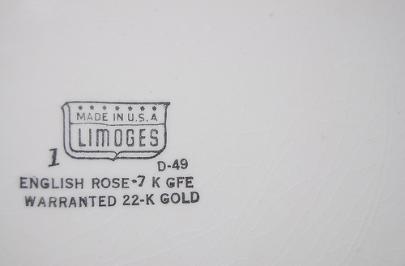 MADE IN U.S.A
LIMOGES
1
D-49
ENGLISH ROSE-7 K GFE
WARRANTED 22-K GOLD